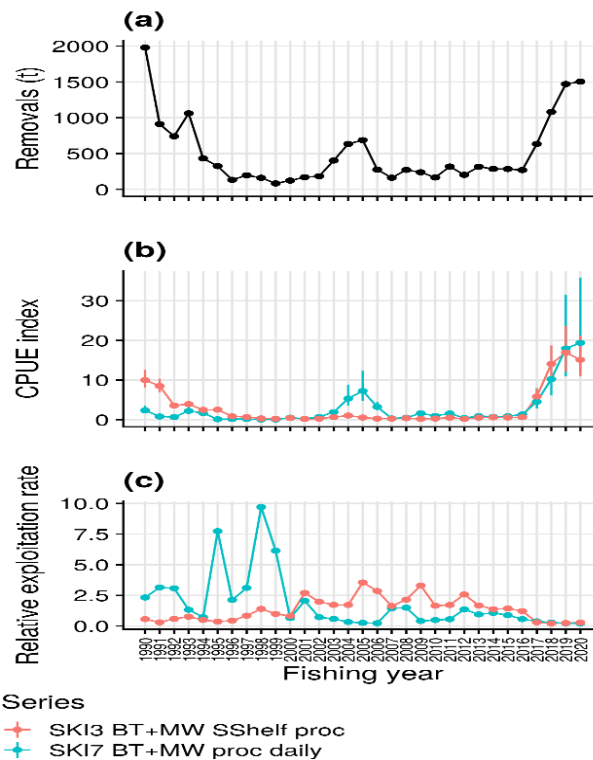 (a)
Removals (t)
2000
1500
1000
500
0
(b)
CPUE index
30
20
10
0
(c)
Relative exploitation rate
10.0
7.5
5.0
2.5
0.0
1990 1991 1992 1993 1994 1995 1996 1997 1998 1999 2000 2001 2002 2003 2004 2005 2006 2007 2008 2009 2010 2011 2012 2013 2014 2015 2016 2017 2018 2019 2020
Fishing year
Series
SKI3 BT+MW SShelf proc
SKI7 BT+MW proc daily